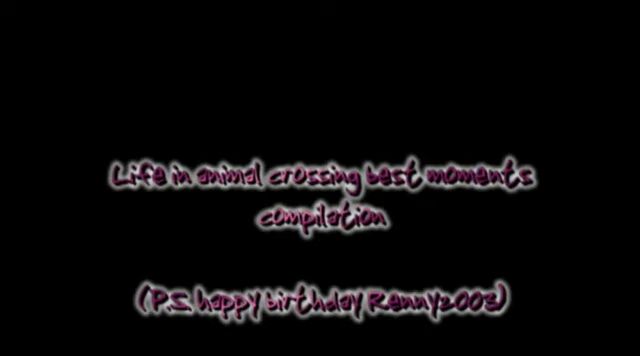 Life in animal crossing best moments
compilation
(P.S. happy birthday Renny2003)